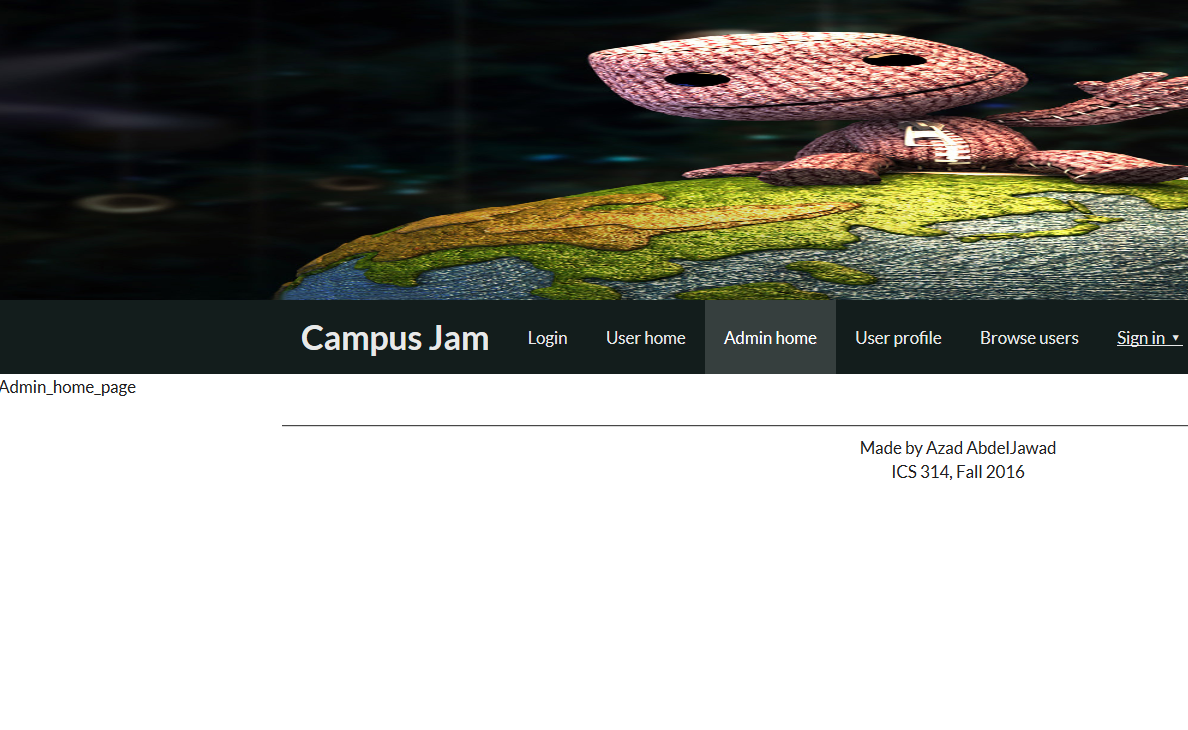 Campus Jam Login User home Admin home User profile Browse users Sign in ▾
Admin_home_page
Made by Azad AbdelJawad
ICS 314, Fall 2016